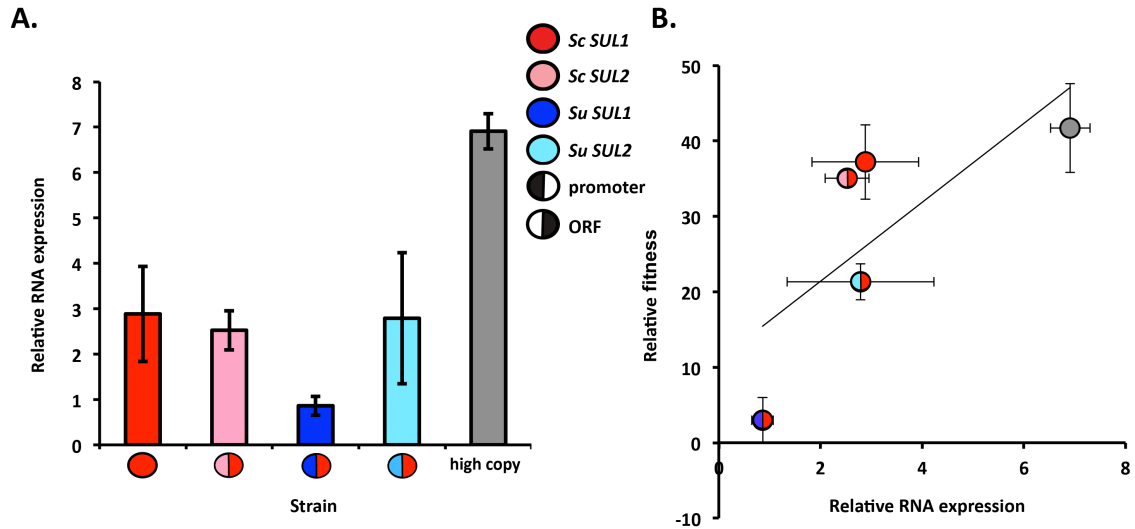 A.
8
7
6
5
4
3
2
1
0
Relative RNA expression
high copy
Strain
Sc SUL1
Sc SUL2
Su SUL1
Su SUL2
promoter
ORF
B.
50
40
30
20
10
0
-10
Relative fitness
0 2 4 6 8
Relative RNA expression